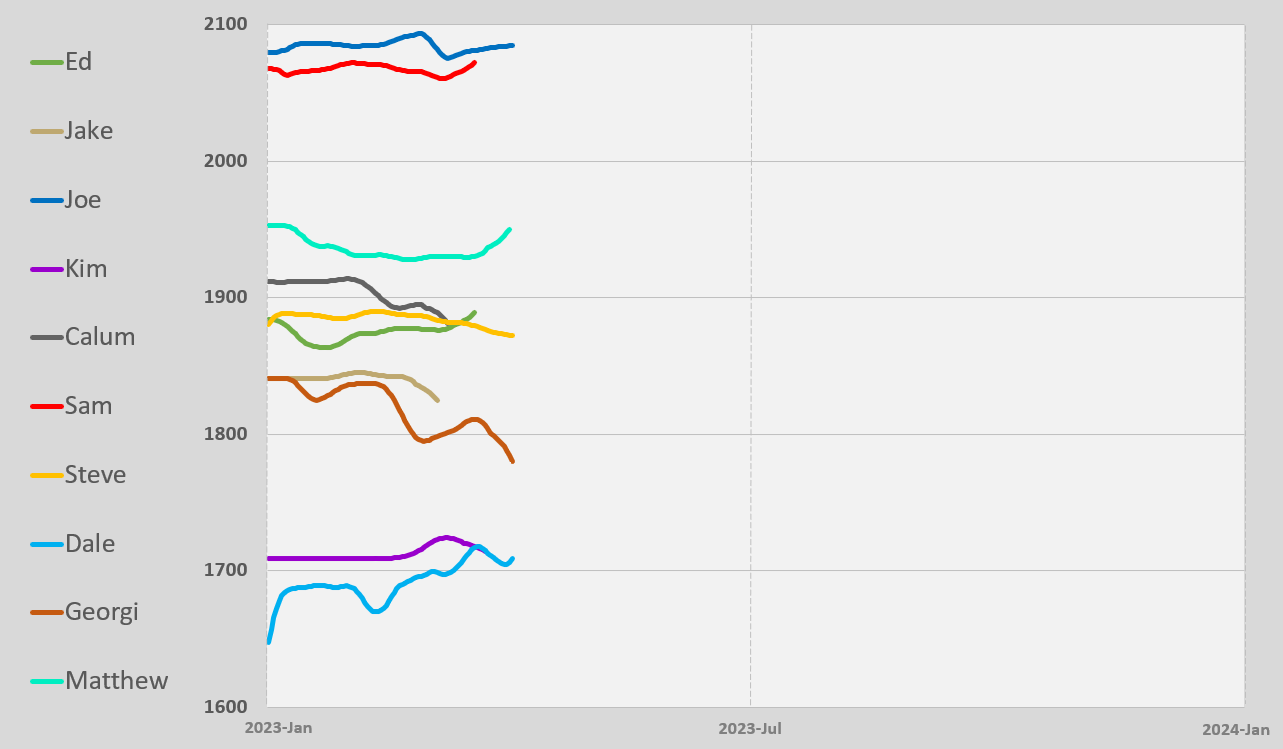 Ed
Jake
Joe
Kim
Calum
Sam
Steve
Dale
Georgi
Matthew
2100
2000
1900
1800
1700
1600
2023-Jan
2023-Jul
2024-Jan